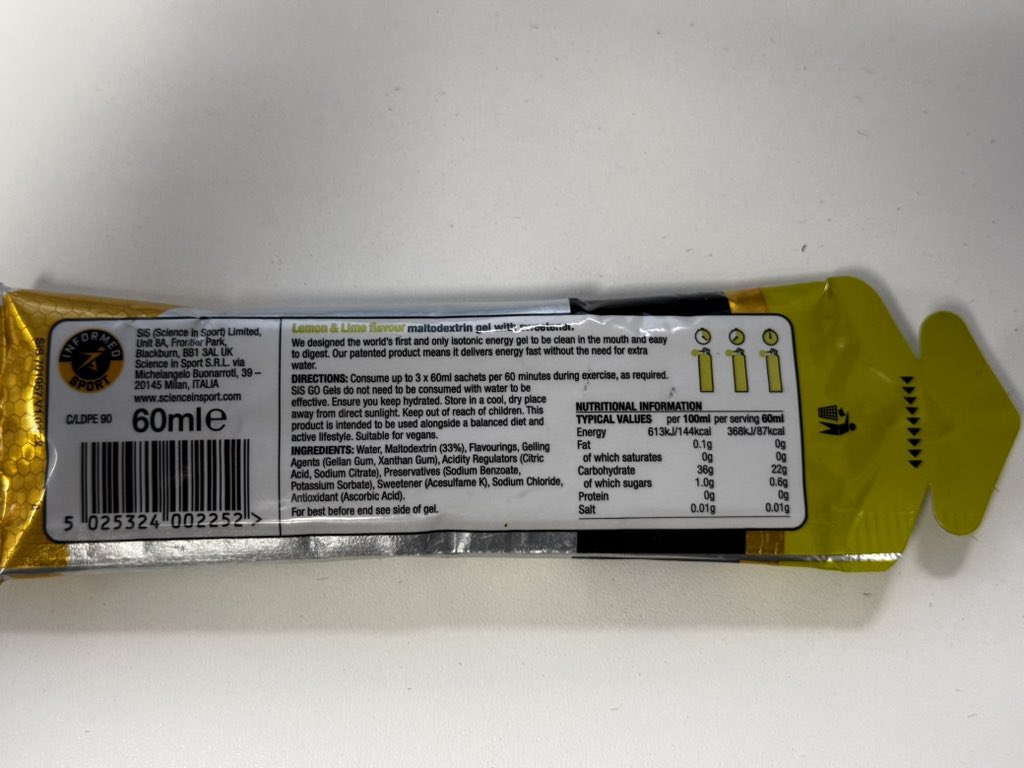 INFORMED
SPORT
SiS (Science in Sport) Limited,
Unit 8A, Frontier Park,
Blackburn, BB1 3AL UK
Science in Sport S.R.L. via
Michelangelo Buonarroti, 39 –
20145 Milan, ITALIA
www.scienceinsport.com
C/LDPE 90
60ml e
5 025324 002252 >
Lemon & Lime flavour maltodextrin gel with sweetener.
We designed the world's first and only isotonic energy gel to be clean in the mouth and easy
to digest. Our patented product means it delivers energy fast without the need for extra
water.
DIRECTIONS: Consume up to 3 x 60ml sachets per 60 minutes during exercise, as required.
SiS GO Gels do not need to be consumed with water to be
effective. Ensure you keep hydrated. Store in a cool, dry place
away from direct sunlight. Keep out of reach of children. This
product is intended to be used alongside a balanced diet and
active lifestyle. Suitable for vegans.
INGREDIENTS: Water, Maltodextrin (33%), Flavourings, Gelling
Agents (Gellan Gum, Xanthan Gum), Acidity Regulators (Citric
Acid, Sodium Citrate), Preservatives (Sodium Benzoate,
Potassium Sorbate), Sweetener (Acesulfame K), Sodium Chloride,
Antioxidant (Ascorbic Acid).
For best before end see side of gel.
NUTRITIONAL INFORMATION
TYPICAL VALUES per 100ml per serving 60ml
Energy 613kJ/144kcal 368kJ/87kcal
Fat 0.1g 0g
of which saturates 0g 0g
Carbohydrate 36g 22g
of which sugars 1.0g 0.6g
Protein 0g 0g
Salt 0.01g 0.01g